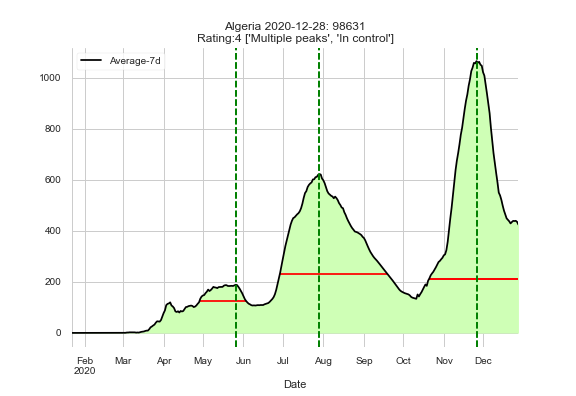 Algeria 2020-12-28: 98631
Rating:4 ['Multiple peaks', 'In control']
Average-7d
1000
800
600
400
200
0
Feb Mar Apr May Jun Jul Aug Sep Oct Nov Dec
2020
Date